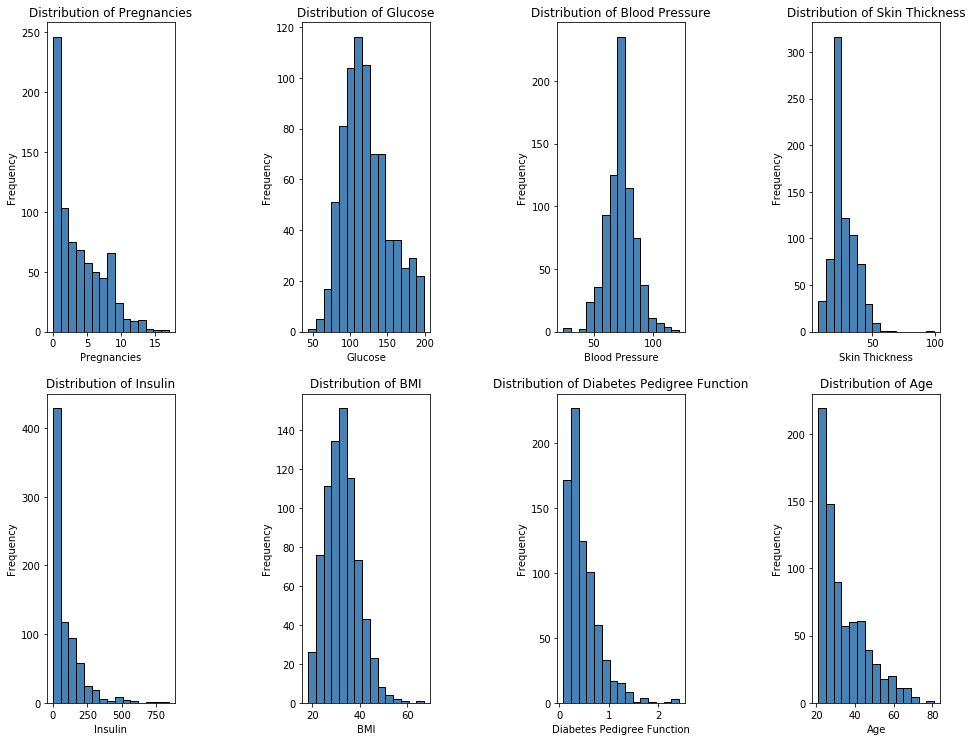 Distribution of Pregnancies
250
200
150
100
50
0
Frequency
0 5 10 15
Pregnancies
Distribution of Glucose
120
100
80
60
40
20
0
Frequency
50 100 150 200
Glucose
Distribution of Blood Pressure
200
150
100
50
0
Frequency
50 100
Blood Pressure
Distribution of Skin Thickness
300
250
200
150
100
50
0
Frequency
50 100
Skin Thickness
Distribution of Insulin
400
300
200
100
0
Frequency
0 250 500 750
Insulin
Distribution of BMI
140
120
100
80
60
40
20
0
Frequency
20 40 60
BMI
Distribution of Diabetes Pedigree Function
200
150
100
50
0
Frequency
0 1 2
Diabetes Pedigree Function
Distribution of Age
200
150
100
50
0
Frequency
20 40 60 80
Age